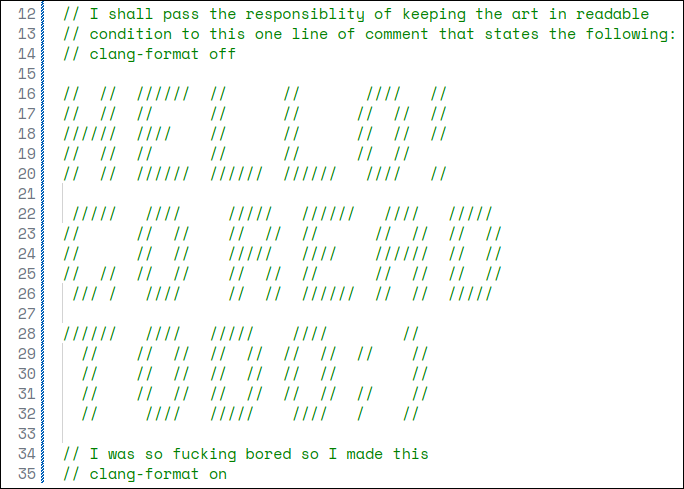 12 // I shall pass the responsiblity of keeping the art in readable
13 // condition to this one line of comment that states the following:
14 // clang-format off
15
16 //  //  //////  //      //       ////   //
17 //  //  //      //      //      //  //  //
18 //////  ////    //      //      //  //  //
19 //  //  //      //      //      //  //
20 //  //  //////  //////  //////   ////   //
21
22  /////   ////     /////   //////   ////   /////
23 //      //  //    //  //  //      //  //  //  //
24 //      //  //    /////   ////    //////  //  //
25 //  //  //  //    //  //  //      //  //  //  //
26  /// /   ////     //  //  //////  //  //  /////
27
28 //////   ////   /////    ////        //
29   //    //  //  //  //  //  //  //    //
30   //    //  //  //  //  //  //        //
31   //    //  //  //  //  //  //  //    //
32   //     ////   /////    ////   /    //
33
34 // I was so fucking bored so I made this
35 // clang-format on